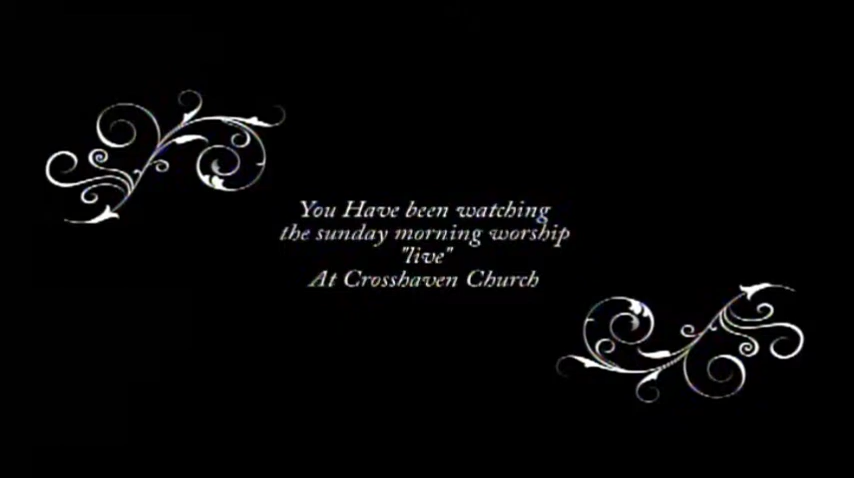 You Have been watching
the sunday morning worship
"live"
At Crosshaven Church